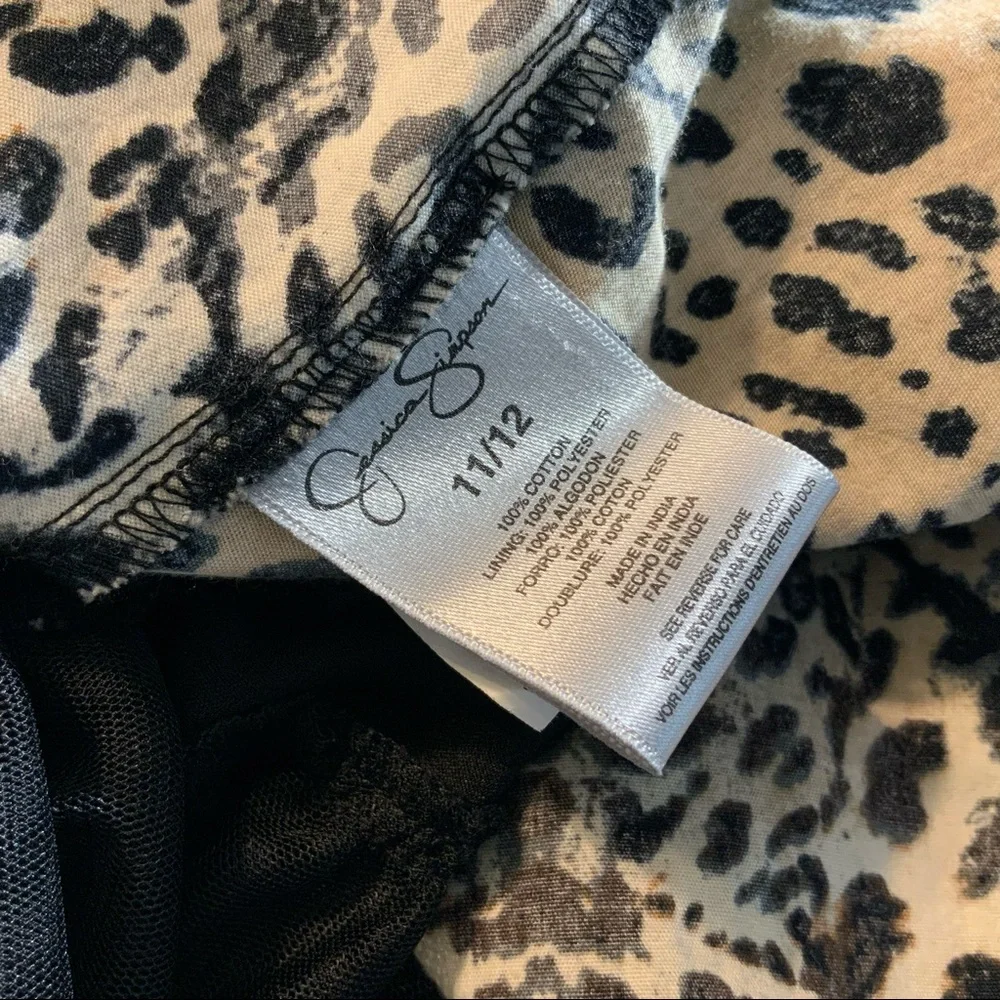 Jessica Simpson
11/12
100% COTTON
LINING: 100% POLYESTER
100% ALGODON
FORRO: 100% POLIESTER
100% COTON
DOUBLURE: 100% POLYESTER
MADE IN INDIA
HECHO EN INDIA
FAIT EN INDE
SEE REVERSE FOR CARE
VER AL REVERSO PARA EL CUIDADO
VOIR LES INSTRUCTIONS D'ENTRETIEN AU DOS